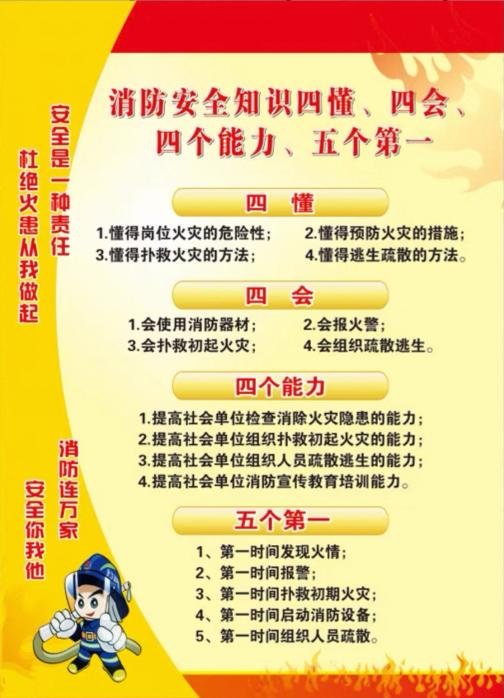 消防安全知识四懂、四会、
四个能力、五个第一
安全是一种责任
杜绝火患从我做起
四 懂
1.懂得岗位火灾的危险性； 2.懂得预防火灾的措施；
3.懂得扑救火灾的方法； 4.懂得逃生疏散的方法。
四 会
1.会使用消防器材； 2.会报火警；
3.会扑救初起火灾； 4.会组织疏散逃生。
四个能力
1.提高社会单位检查消除火灾隐患的能力；
2.提高社会单位组织扑救初起火灾的能力；
3.提高社会单位组织人员疏散逃生的能力；
4.提高社会单位消防宣传教育培训能力。
五个第一
1、第一时间发现火情；
2、第一时间报警；
3、第一时间扑救初期火灾；
4、第一时间启动消防设备；
5、第一时间组织人员疏散。
消防连万家
安全你我他